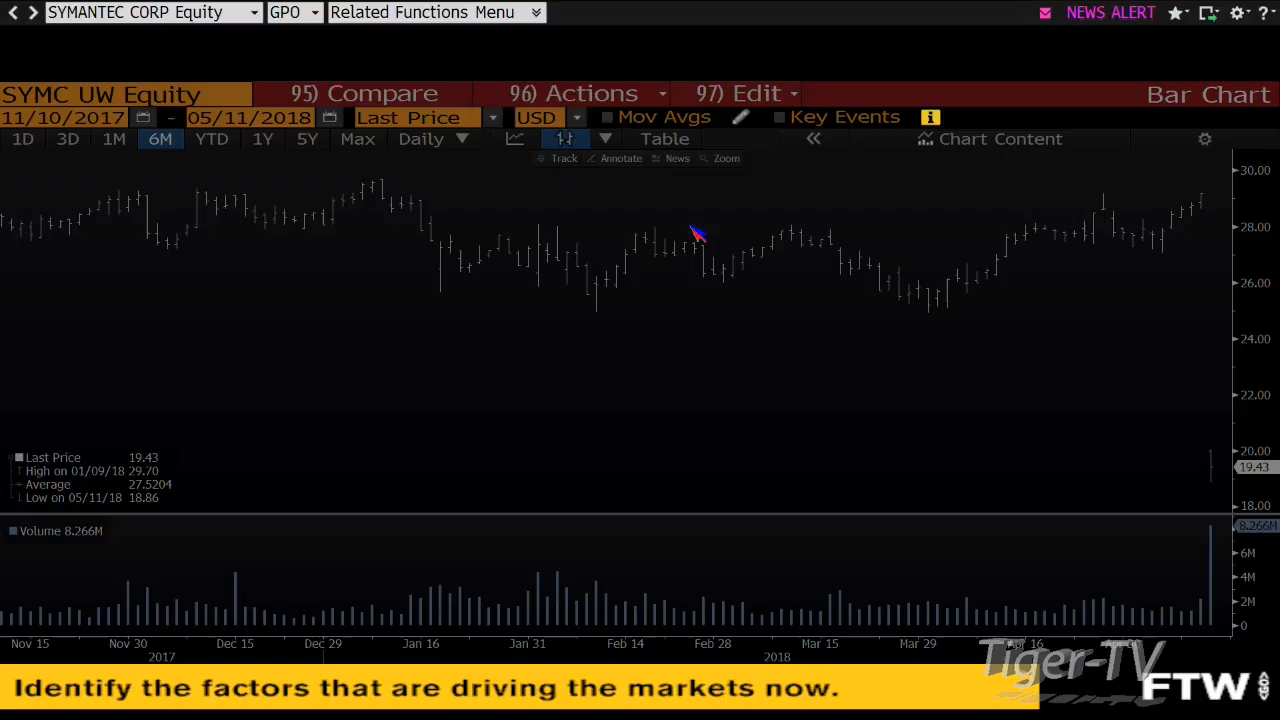 SYMANTEC CORP Equity GPO Related Functions Menu NEWS ALERT ?
SYMC UW Equity 95) Compare 96) Actions 97) Edit Bar Chart
11/10/2017 - 05/11/2018 Last Price USD Mov Avgs Key Events i
1D 3D 1M 6M YTD 1Y 5Y Max Daily Table Chart Content
Track Annotate News Zoom
30.00
28.00
26.00
24.00
22.00
20.00
Last Price 19.43
19.43
High on 01/09/18 29.70
Average 27.5204
Low on 05/11/18 18.86
18.00
Volume 8.266M
8.266M
6M
4M
2M
0
Nov 15 Nov 30 Dec 15 Dec 29 Jan 16 Jan 31 Feb 14 Feb 28 Mar 15 Mar 29 Apr 16
2017 2018
Tiger-TV
Identify the factors that are driving the markets now.
FTW